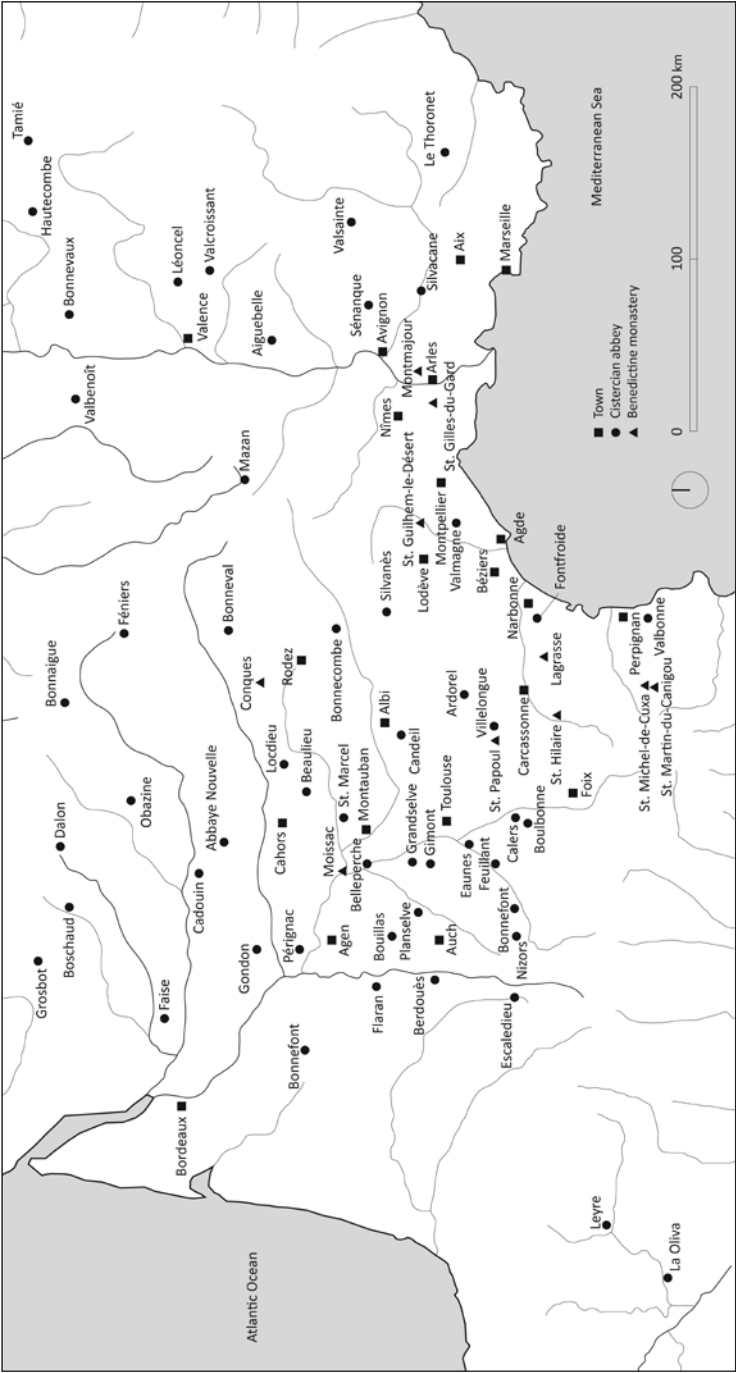 Tamié
Hautecombe
Bonnevaux
Valbenoît
Léoncel
Valcroissant
Valence
Aiguebelle
Mazan
Valsainte
Sénanque
Avignon
Le Thoronet
Silvacane
Aix
Marseille
Montmajour
Arles
Nîmes
St. Gilles-du-Gard
St. Guilhem-le-Désert
Montpellier
Lodève
Valmagne
Agde
Béziers
Silvanès
Narbonne
Fontfroide
Bonnaigue
Féniers
Bonneval
Conques
Rodez
Bonnecombe
Albi
Candeil
Ardorel
Villelongue
St. Papoul
Carcassonne
Lagrasse
St. Hilaire
Foix
Perpignan
Valbonne
St. Michel-de-Cuxa
St. Martin-du-Canigou
Dalon
Obazine
Abbaye Nouvelle
Cadouin
Locdieu
Beaulieu
Cahors
St. Marcel
Montauban
Moissac
Belleperche
Grandselve
Gimont
Toulouse
Eaunes
Feuillant
Calers
Boulbonne
Grosbot
Boschaud
Faise
Gondon
Pérignac
Agen
Bouillas
Planselve
Auch
Bonnefont
Nizors
Flaran
Berdouès
Escaledieu
Bonnefont
Bordeaux
Atlantic Ocean
Leyre
La Oliva
Mediterranean Sea
Town
Cistercian abbey
Benedictine monastery
0
100
200 km